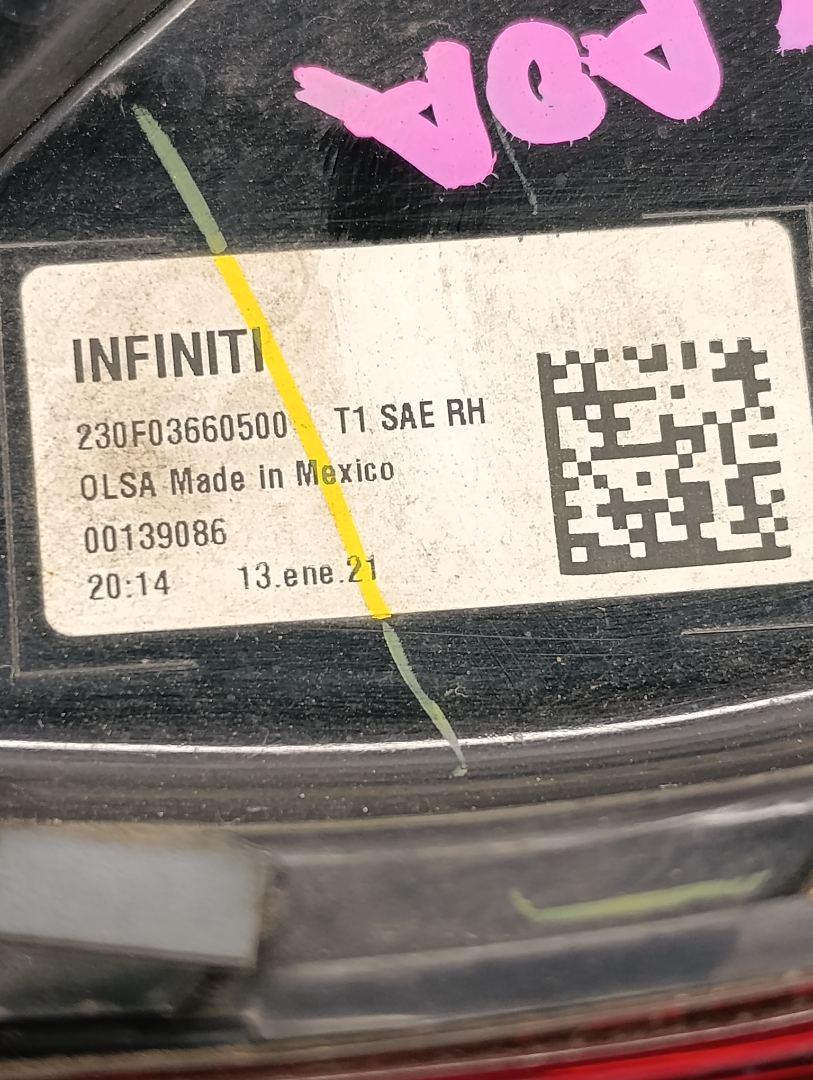 INFINITI
230F03660500 T1 SAE RH
OLSA Made in Mexico
00139086
20:14 13.ene.21